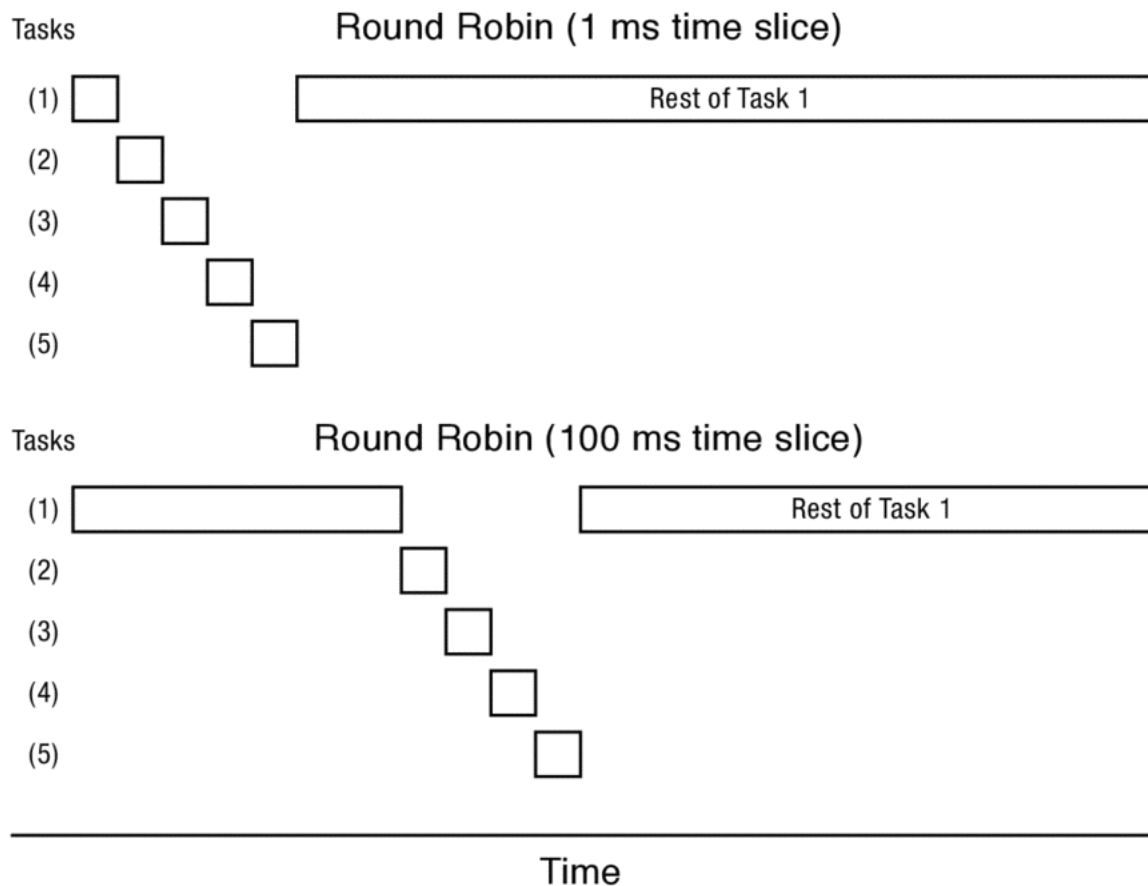 Tasks Round Robin (1 ms time slice)
(1) Rest of Task 1
(2)
(3)
(4)
(5)
Tasks Round Robin (100 ms time slice)
(1) Rest of Task 1
(2)
(3)
(4)
(5)
Time